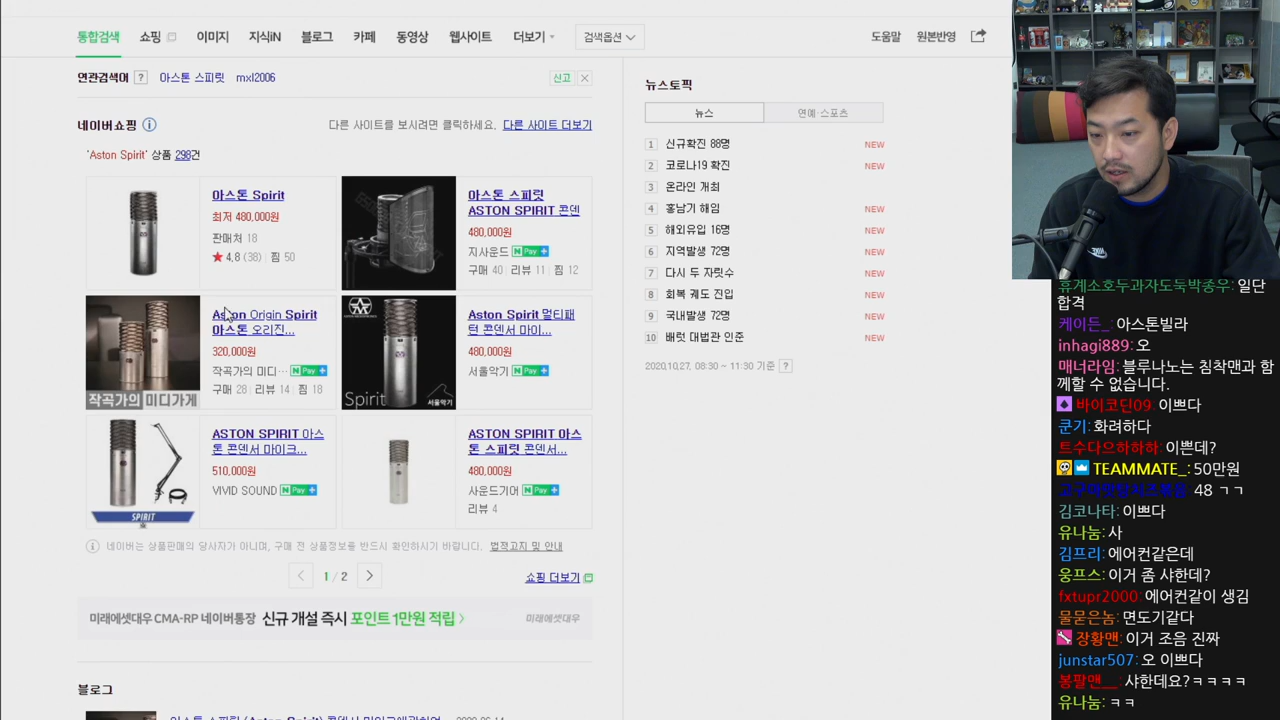 통합검색 쇼핑 이미지 지식iN 블로그 카페 동영상 웹사이트 더보기 검색옵션 도움말 원본반영
연관검색어 ? 아스톤 스피릿 mxl2006 신고
네이버쇼핑 다른 사이트를 보시려면 클릭하세요. 다른 사이트 더보기
'Aston Spirit' 상품 298건
아스톤 Spirit
최저 480,000원
판매처 18
★ 4,8 (38) 찜 50
아스톤 스피릿
ASTON SPIRIT 콘덴
480,000원
지사운드 N Pay +
구매 40 리뷰 11 찜 12
작곡가의 미디가게
Aston Origin Spirit
아스톤 오리진...
320,000원
작곡가의 미디… N Pay +
구매 28 리뷰 14 찜 18
Spirit 서울악기
Aston Spirit 멀티패
턴 콘덴서 마이...
480,000원
서울악기 N Pay +
SPIRIT
ASTON SPIRIT 아스
톤 콘덴서 마이크...
510,000원
VIVID SOUND N Pay +
ASTON SPIRIT 아스
톤 스피릿 콘덴서...
480,000원
사운드기어 N Pay +
리뷰 4
네이버는 상품판매의 당사자가 아니며, 구매 전 상품정보를 반드시 확인하시기 바랍니다. 법적고지 및 안내
1 / 2
쇼핑 더보기
미래에셋대우 CMA-RP 네이버통장 신규 개설 즉시 포인트 1만원 적립 미래에셋대우
블로그
아스톤 스피릿 (Aston Spirit) 콘덴서 2020.06.14
뉴스토픽
뉴스 연예·스포츠
1 신규확진 88명 NEW
2 코로나19 확진 NEW
3 온라인 개최
4 홍남기 해임 NEW
5 해외유입 16명 NEW
6 지역발생 72명 NEW
7 다시 두 자릿수 NEW
8 회복 궤도 진입 NEW
9 국내발생 72명 NEW
10 배럿 대법관 인준 NEW
2020.10.27. 08:30 ~ 11:30 기준 ?
휴게소호두과자도둑박종우: 일단
합격
케이든_: 아스톤빌라
inhagi889: 오
매너라임: 블루나노는 침착맨과 함
께할 수 없습니다.
바이코딘09: 이쁘다
쿤기: 화려하다
트수다으하하하: 이쁜데?
TEAMMATE_: 50만원
48 ㄱㄱ
김코나타: 이쁘다
유나눔: 사
김프리: 에어컨같은데
웅프스: 이거 좀 샤한데?
fxtupr2000: 에어컨같이 생김
물묻은놈: 면도기같다
장황맨: 이거 조음 진짜
junstar507: 오 이쁘다
봉팔맨__: 샤한데요?ㅋㅋㅋㅋ
유나눔: ㅋㅋ